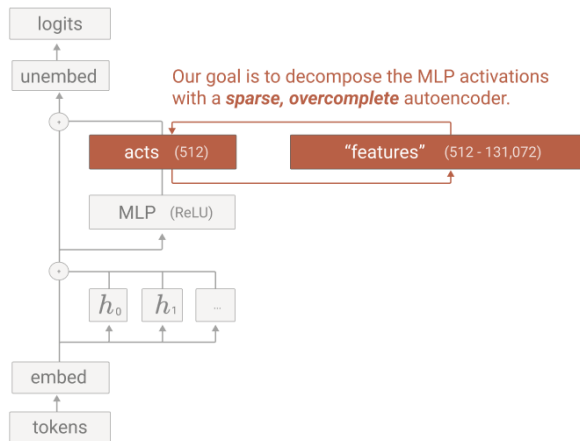 logits
unembed
Our goal is to decompose the MLP activations
with a sparse, overcomplete autoencoder.
acts (512)
“features” (512 - 131,072)
MLP (ReLU)
h₀ h₁ ...
embed
tokens